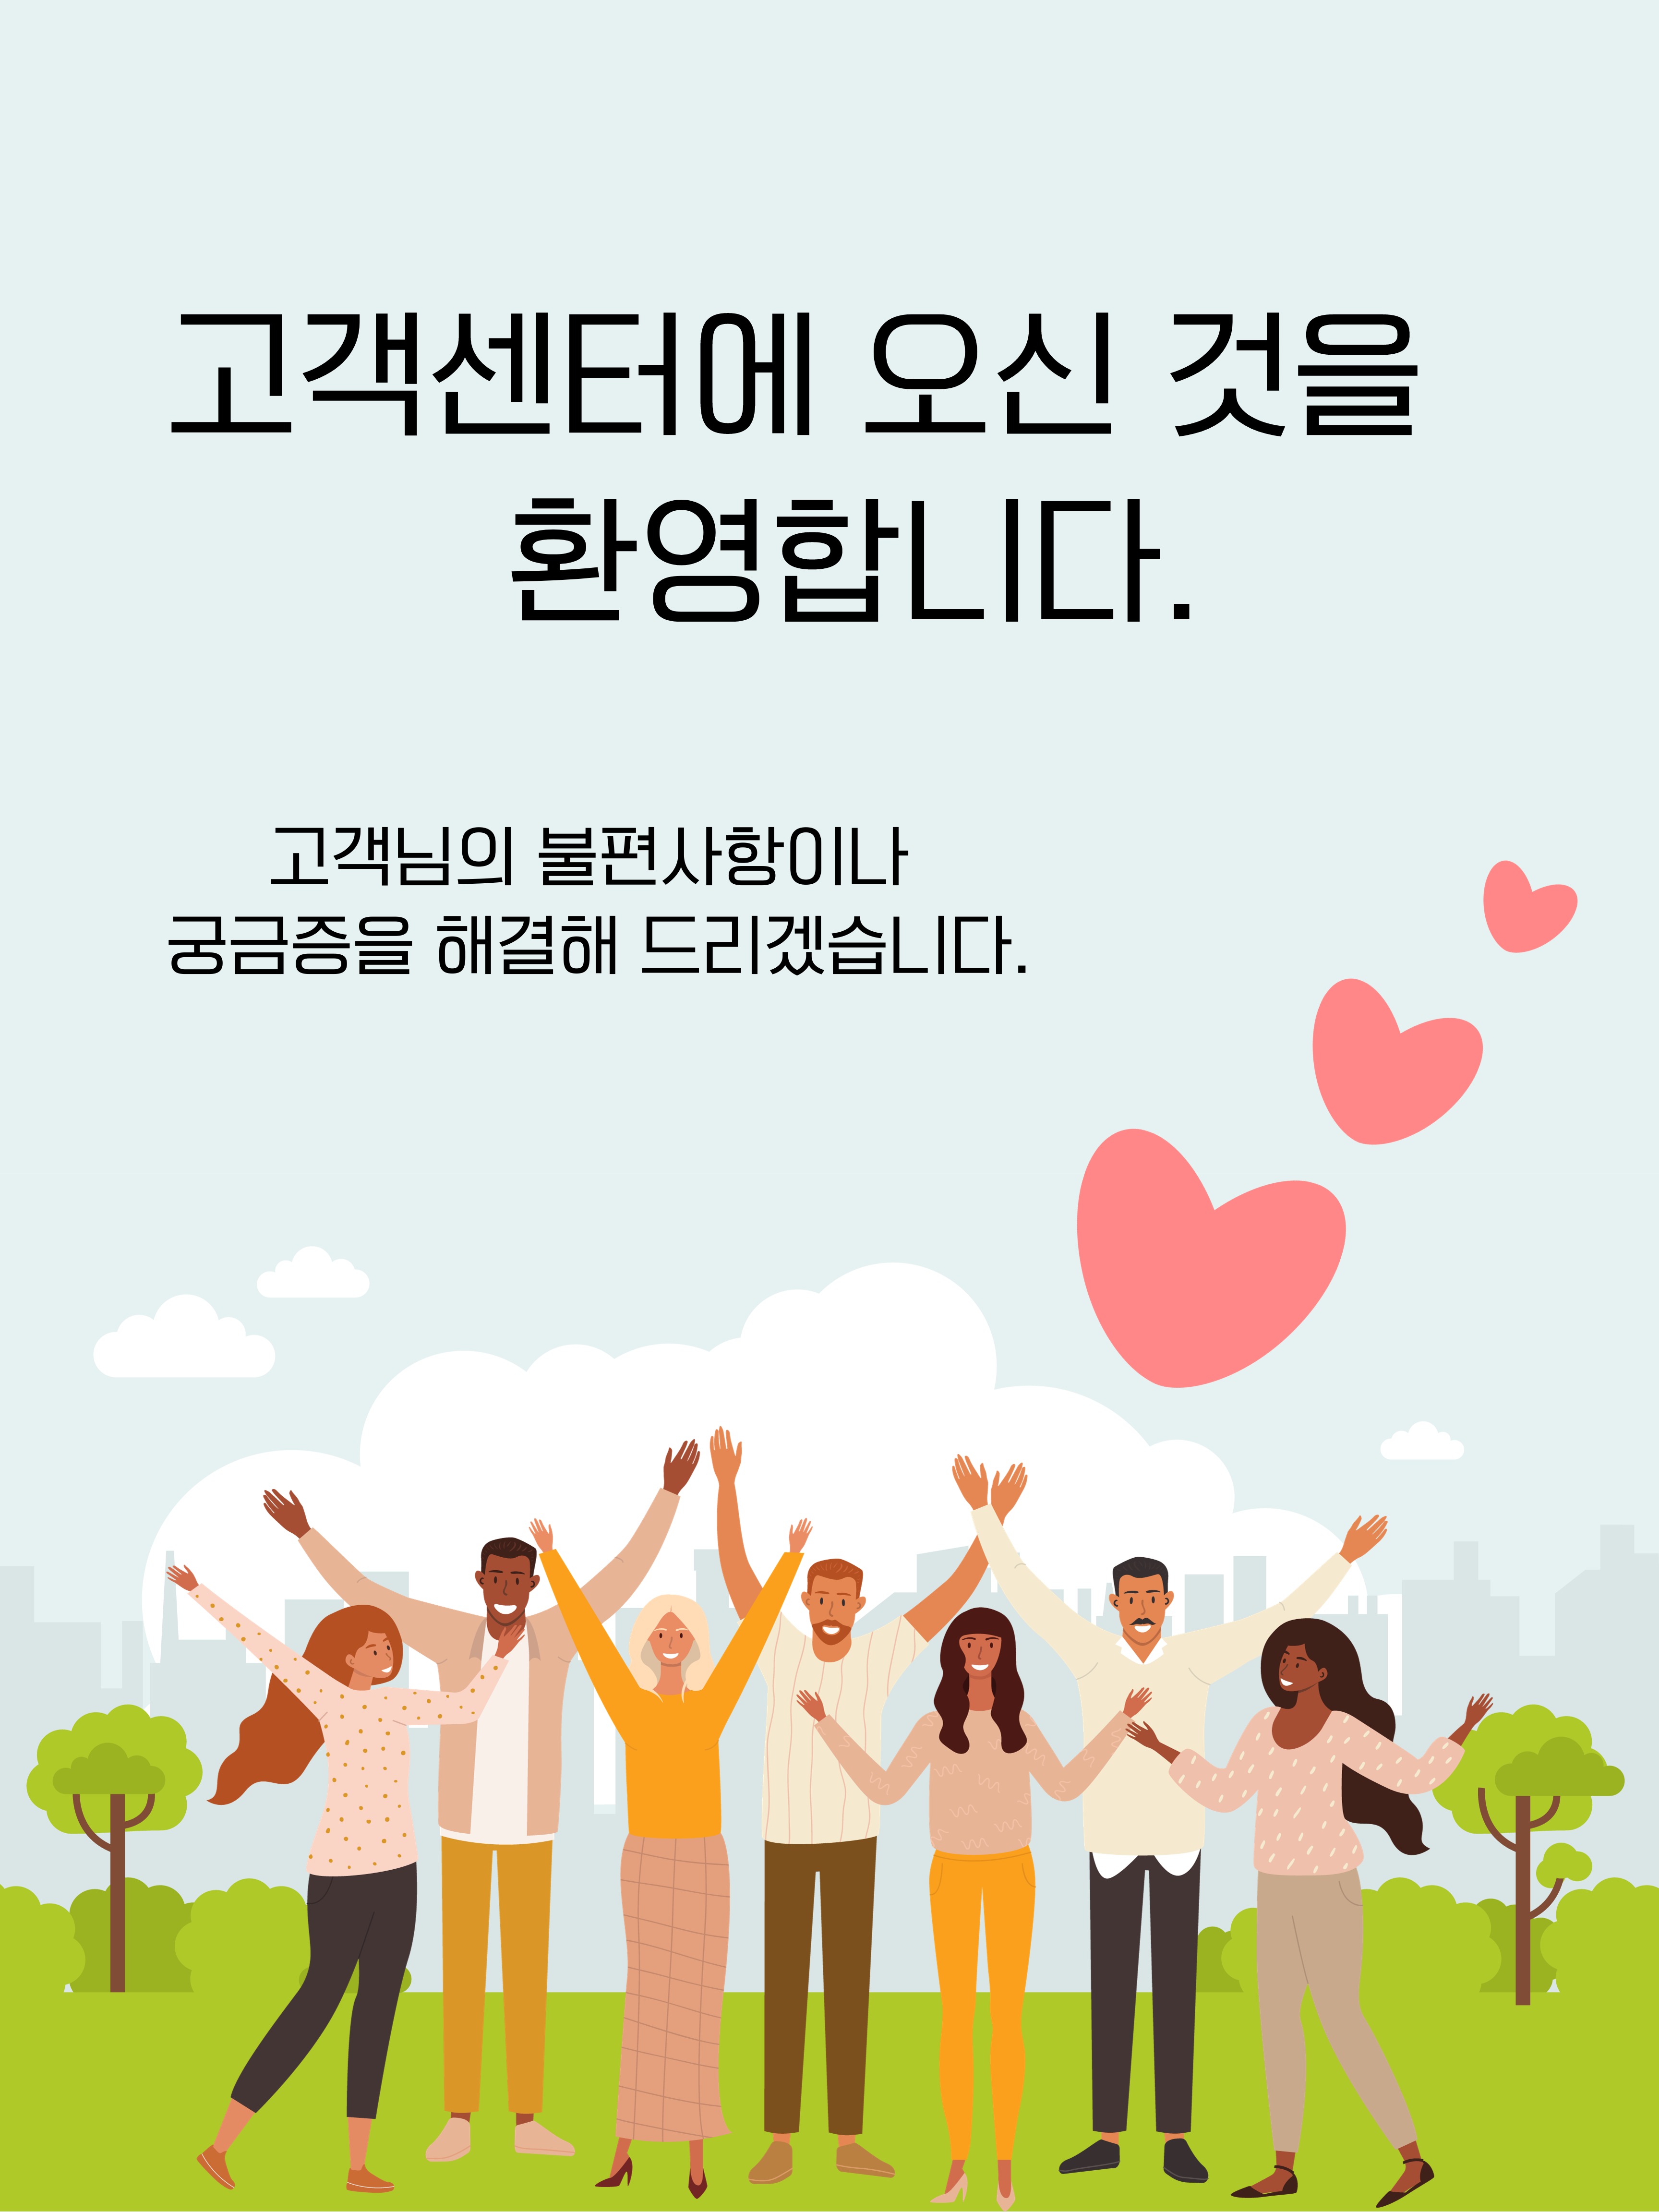 고객센터에 오신 것을
환영합니다.
고객님의 불편사항이나
궁금증을 해결해 드리겠습니다.